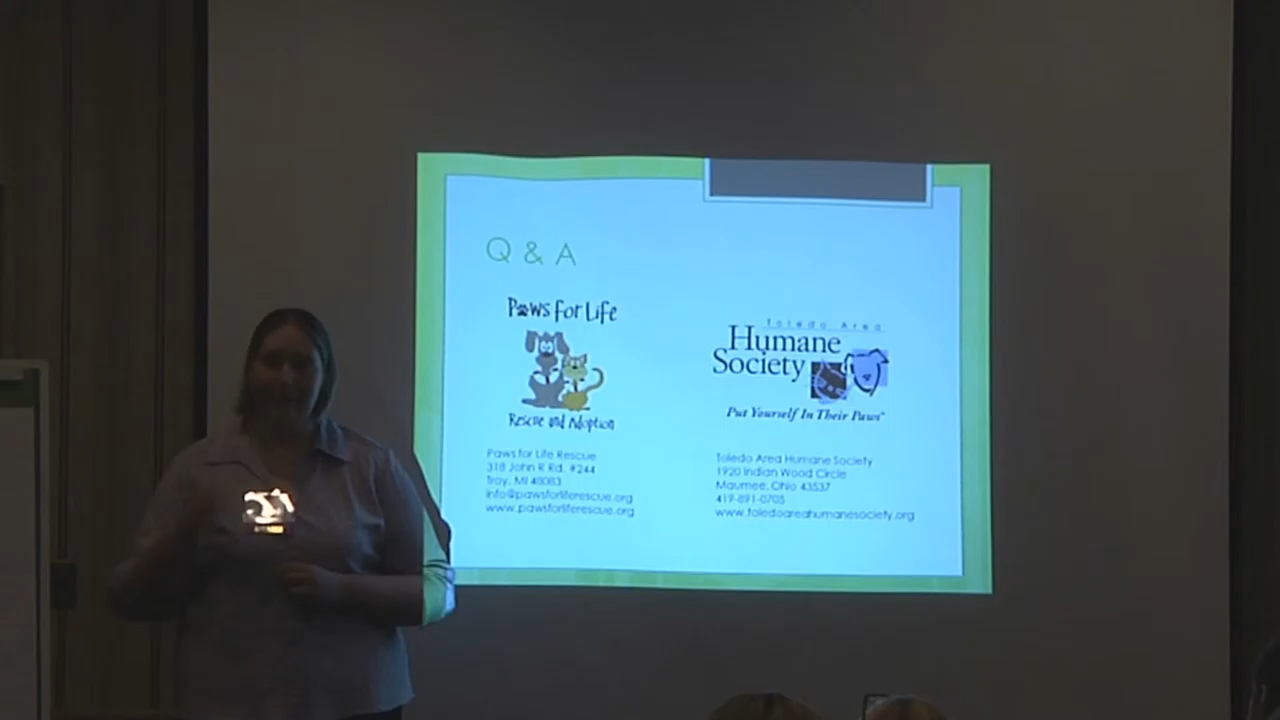 Q & A
Paws for Life
Rescue and Adoption
Paws for Life Rescue
318 John R Rd. #244
Troy, MI 48083
info@pawsforliferescue.org
www.pawsforliferescue.org
Toledo Area
Humane
Society
Put Yourself In Their Paws
Toledo Area Humane Society
1920 Indian Wood Circle
Maumee, Ohio 43537
419-891-0705
www.toledoareahumanesociety.org